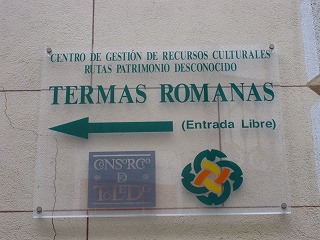 CENTRO DE GESTIÓN DE RECURSOS CULTURALES
RUTAS PATRIMONIO DESCONOCIDO
TERMAS ROMANAS
(Entrada Libre)
CONSORCIO
DE
TOLEDO